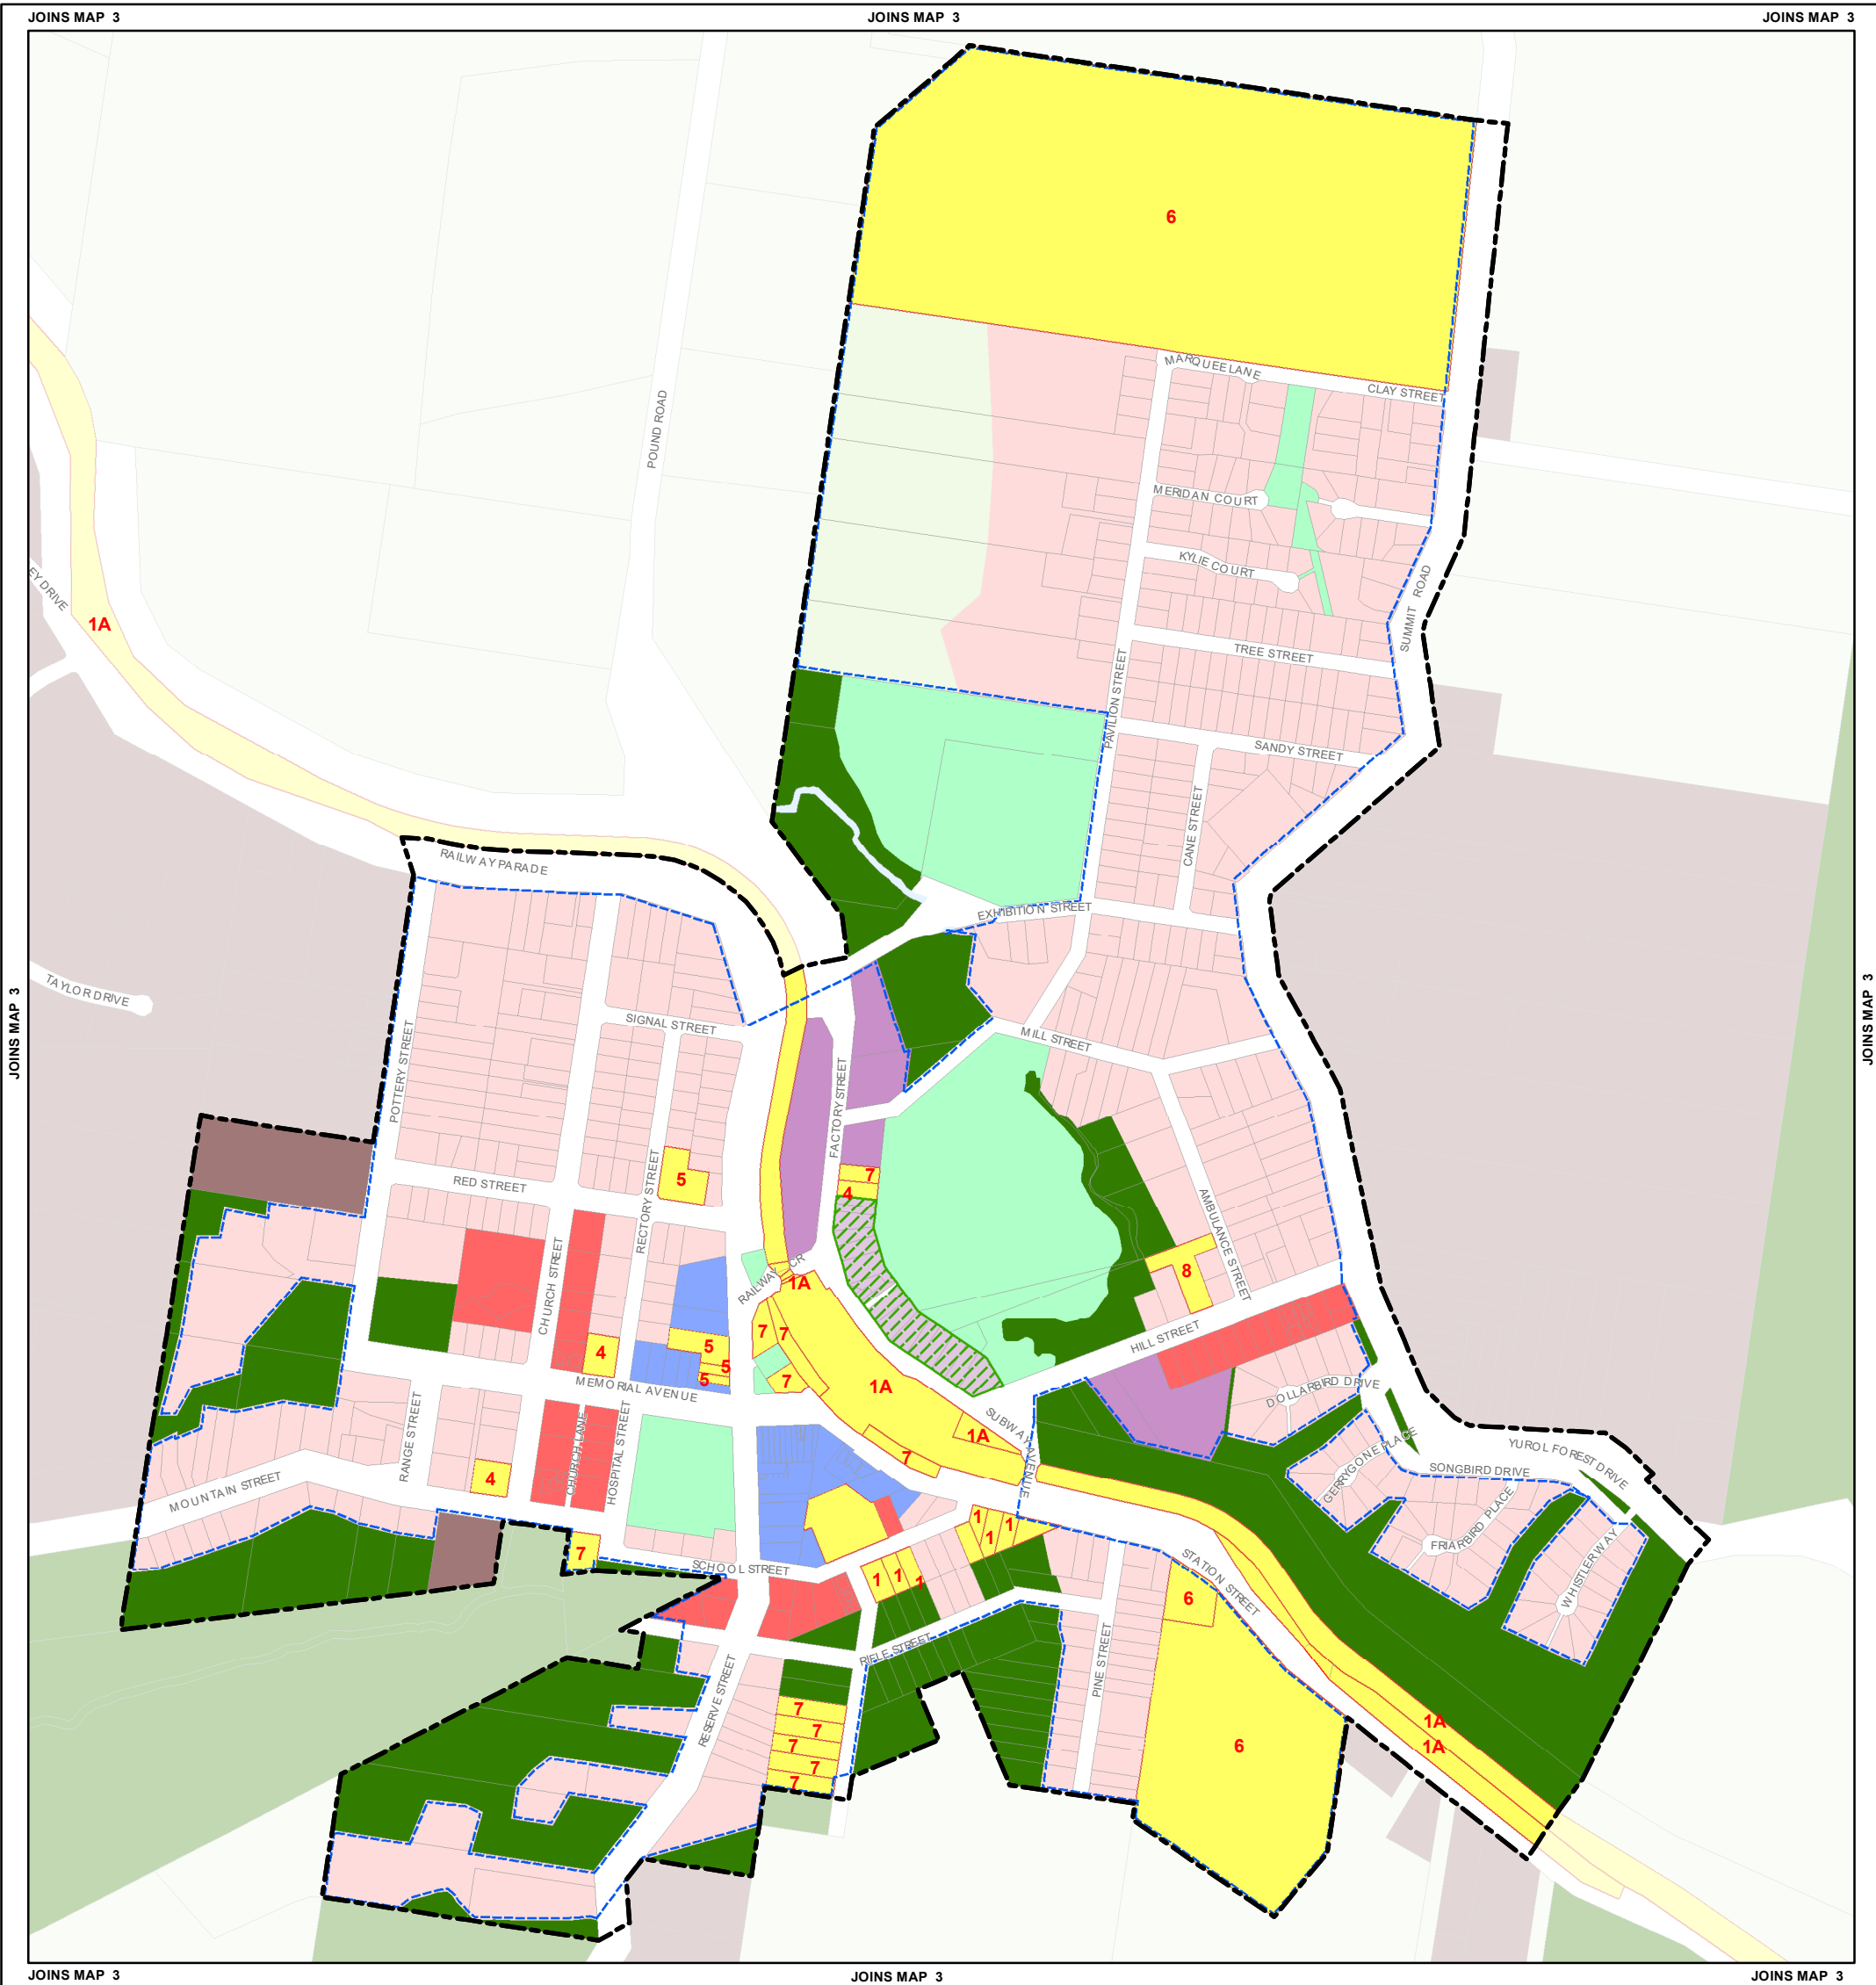 JOINS MAP 3
JOINS MAP 3
JOINS MAP 3
6
MARQUEE LANE
CLAY STREET
POUND ROAD
MERIDAN COURT
KYLIE COURT
EY DRIVE
1A
SUMMIT ROAD
TREE STREET
PAVILION STREET
SANDY STREET
CANE STREET
RAILWAY PARADE
EXHIBITION STREET
TAYLOR DRIVE
JOINS MAP 3
JOINS MAP 3
SIGNAL STREET
MILL STREET
POTTERY STREET
FACTORY STREET
7
5
RED STREET
4
RECTORY STREET
AMBULANCE STREET
CHURCH STREET
RAILWAY CR
1A
8
7
7
HILL STREET
5
4
5
5
7
MEMORIAL AVENUE
1A
DOLLARBIRD DRIVE
RANGE STREET
CHURCH LANE
HOSPITAL STREET
SUBWAY AVENUE
1A
7
GERRYGONE PLACE
YUROL FOREST DRIVE
SONGBIRD DRIVE
4
MOUNTAIN STREET
FRIARBIRD PLACE
1
1
1
WHISTLER WAY
7
SCHOOL STREET
STATION STREET
1
1
1
6
RIFLE STREET
PINE STREET
RESERVE STREET
7
7
7
7
7
6
1A
1A
JOINS MAP 3
JOINS MAP 3
JOINS MAP 3